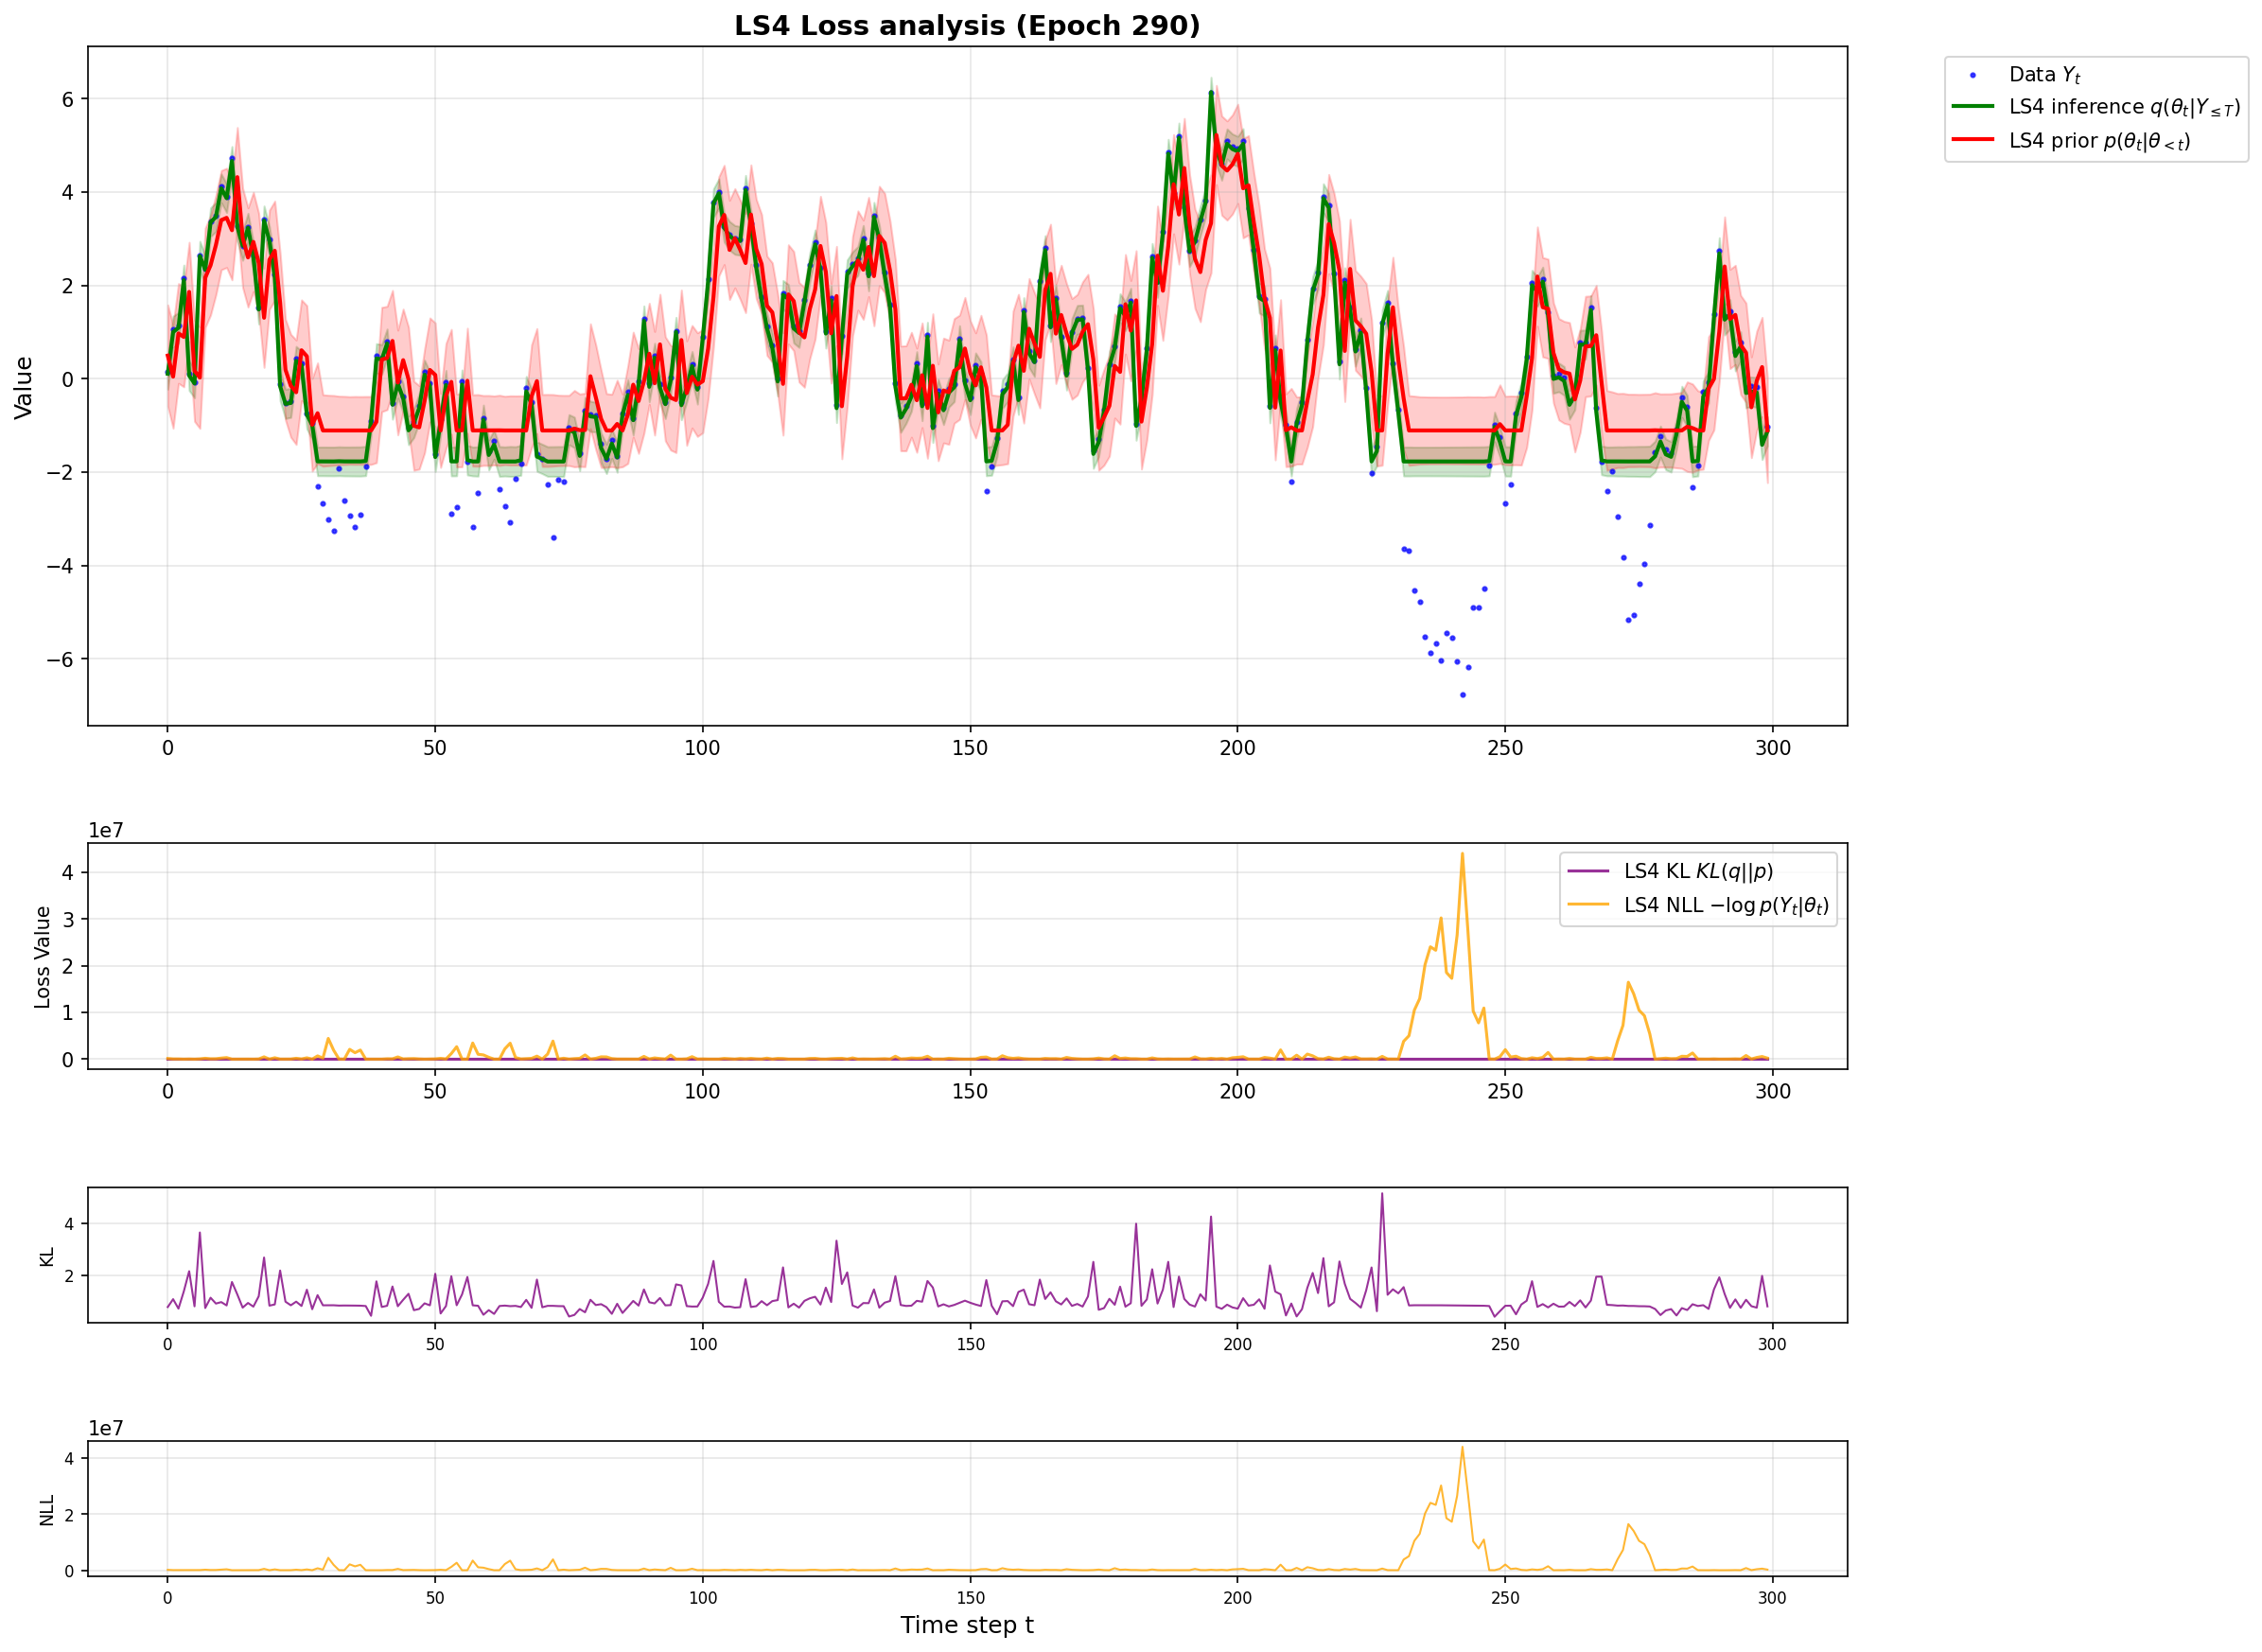 LS4 Loss analysis (Epoch 290)
Data Y_t
LS4 inference q(θ_t|Y_{≤T})
LS4 prior p(θ_t|θ_{<t})
Value
6
4
2
0
−2
−4
−6
0 50 100 150 200 250 300
1e7
LS4 KL KL(q||p)
LS4 NLL −log p(Y_t|θ_t)
Loss Value
4
3
2
1
0
0 50 100 150 200 250 300
KL
4
2
0 50 100 150 200 250 300
1e7
NLL
4
2
0
0 50 100 150 200 250 300
Time step t